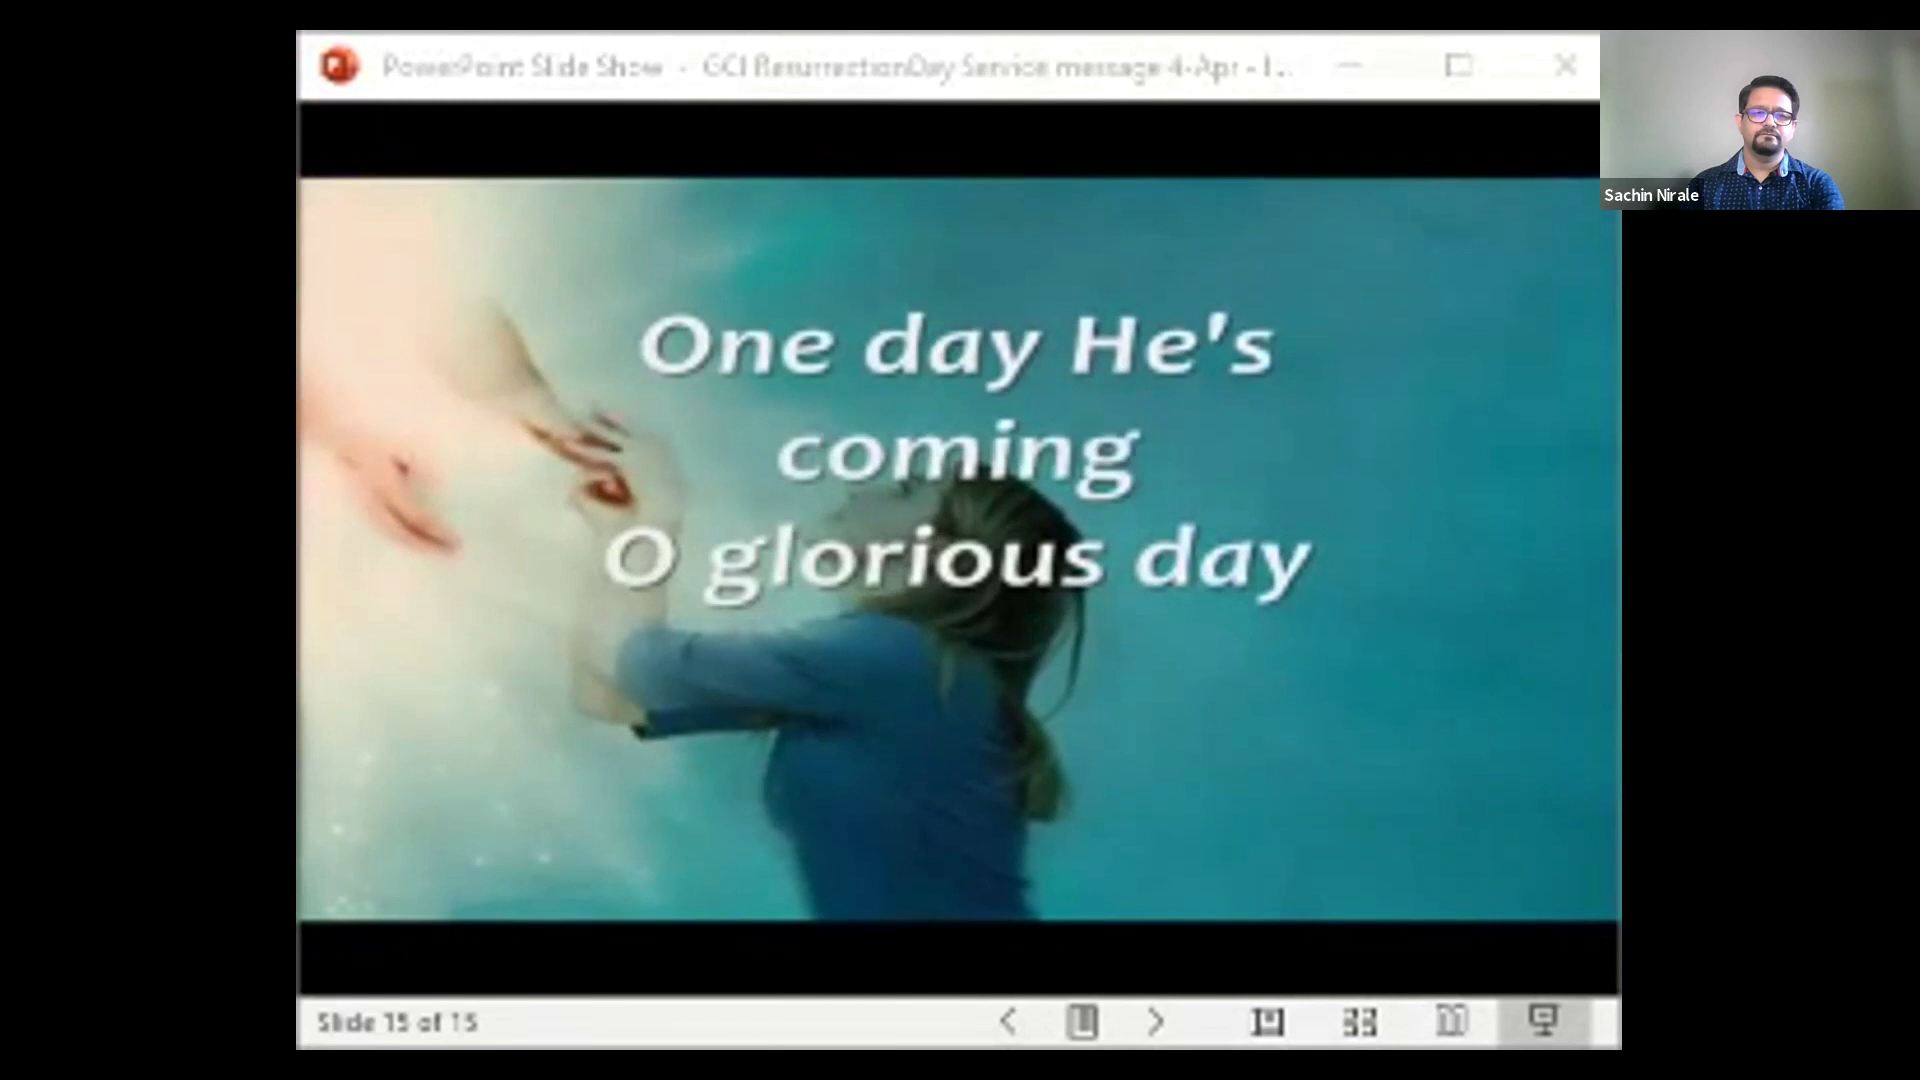 PowerPoint Slide Show - GCI ResurrectionDay Service message 4-Apr - I...
Sachin Nirale
One day He's
coming
O glorious day
Slide 15 of 15